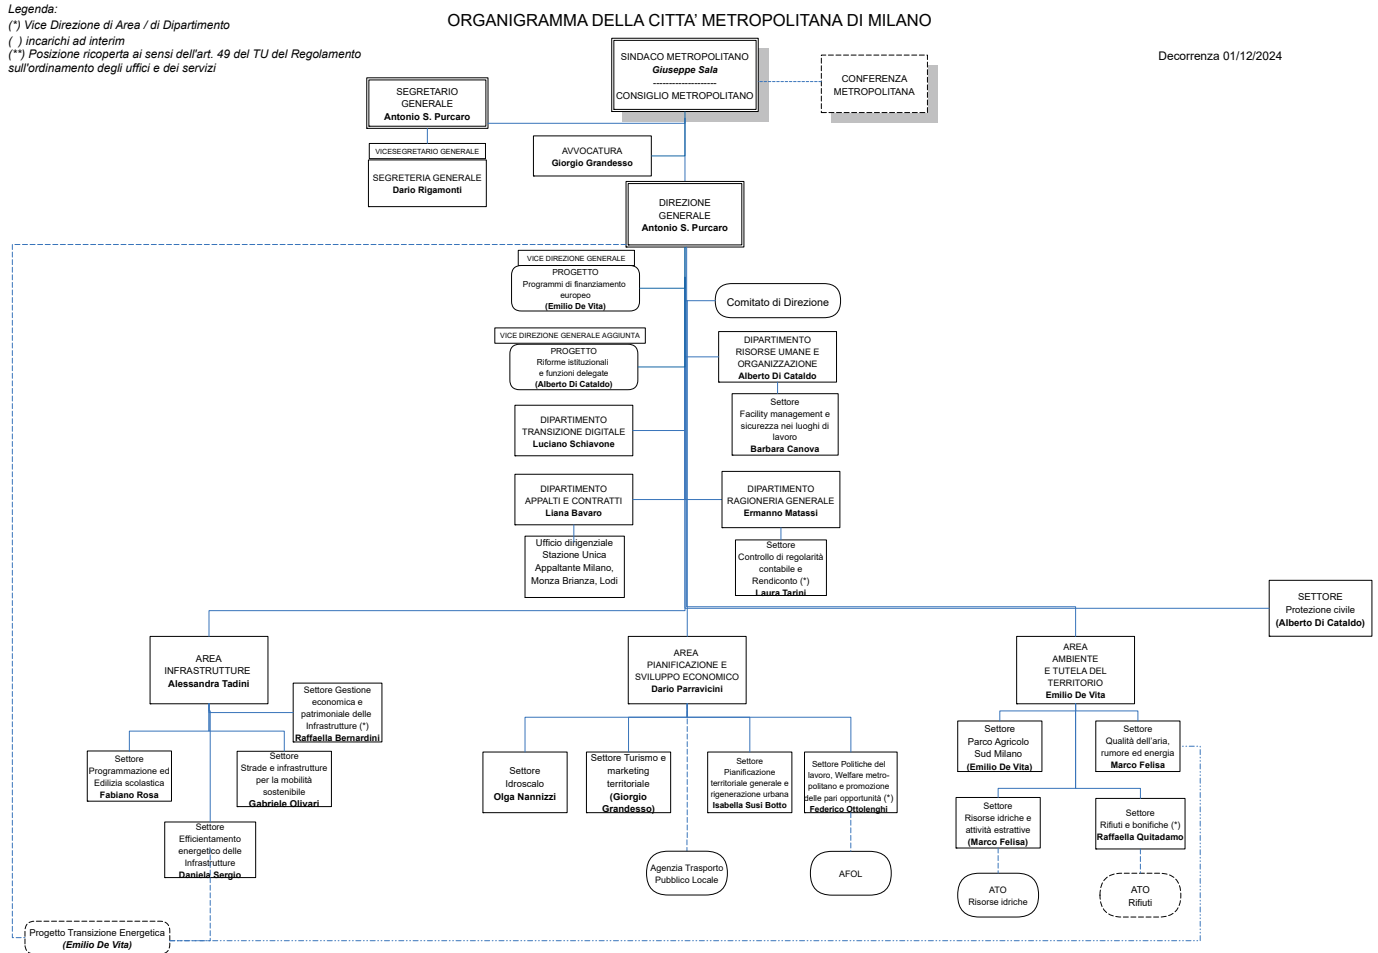 Legenda:
(*) Vice Direzione di Area / di Dipartimento
( ) incarichi ad interim
(**) Posizione ricoperta ai sensi dell'art. 49 del TU del Regolamento
sull'ordinamento degli uffici e dei servizi
ORGANIGRAMMA DELLA CITTA' METROPOLITANA DI MILANO
Decorrenza 01/12/2024
SINDACO METROPOLITANO
Giuseppe Sala
--------------------
CONSIGLIO METROPOLITANO
CONFERENZA
METROPOLITANA
SEGRETARIO
GENERALE
Antonio S. Purcaro
VICESEGRETARIO GENERALE
SEGRETERIA GENERALE
Dario Rigamonti
AVVOCATURA
Giorgio Grandesso
DIREZIONE
GENERALE
Antonio S. Purcaro
VICE DIREZIONE GENERALE
PROGETTO
Programmi di finanziamento
europeo
(Emilio De Vita)
Comitato di Direzione
VICE DIREZIONE GENERALE AGGIUNTA
PROGETTO
Riforme istituzionali
e funzioni delegate
(Alberto Di Cataldo)
DIPARTIMENTO
RISORSE UMANE E
ORGANIZZAZIONE
Alberto Di Cataldo
Settore
Facility management e
sicurezza nei luoghi di
lavoro
Barbara Canova
DIPARTIMENTO
TRANSIZIONE DIGITALE
Luciano Schiavone
DIPARTIMENTO
APPALTI E CONTRATTI
Liana Bavaro
Ufficio dirigenziale
Stazione Unica
Appaltante Milano,
Monza Brianza, Lodi
DIPARTIMENTO
RAGIONERIA GENERALE
Ermanno Matassi
Settore
Controllo di regolarità
contabile e
Rendiconto (*)
Laura Tarini
SETTORE
Protezione civile
(Alberto Di Cataldo)
AREA
INFRASTRUTTURE
Alessandra Tadini
Settore Gestione
economica e
patrimoniale delle
Infrastrutture (*)
Raffaella Bernardini
Settore
Programmazione ed
Edilizia scolastica
Fabiano Rosa
Settore
Strade e infrastrutture
per la mobilità
sostenibile
Gabriele Olivari
Settore
Efficientamento
energetico delle
Infrastrutture
Daniela Sergio
Progetto Transizione Energetica
(Emilio De Vita)
AREA
PIANIFICAZIONE E
SVILUPPO ECONOMICO
Dario Parravicini
Settore
Idroscalo
Olga Nannizzi
Settore Turismo e
marketing
territoriale
(Giorgio
Grandesso)
Settore
Pianificazione
territoriale generale e
rigenerazione urbana
Isabella Susi Botto
Settore Politiche del
lavoro, Welfare metro-
politano e promozione
delle pari opportunità (*)
Federico Ottolenghi
Agenzia Trasporto
Pubblico Locale
AFOL
AREA
AMBIENTE
E TUTELA DEL
TERRITORIO
Emilio De Vita
Settore
Parco Agricolo
Sud Milano
(Emilio De Vita)
Settore
Qualità dell'aria,
rumore ed energia
Marco Felisa
Settore
Risorse idriche e
attività estrattive
(Marco Felisa)
Settore
Rifiuti e bonifiche (*)
Raffaella Quitadamo
ATO
Risorse idriche
ATO
Rifiuti